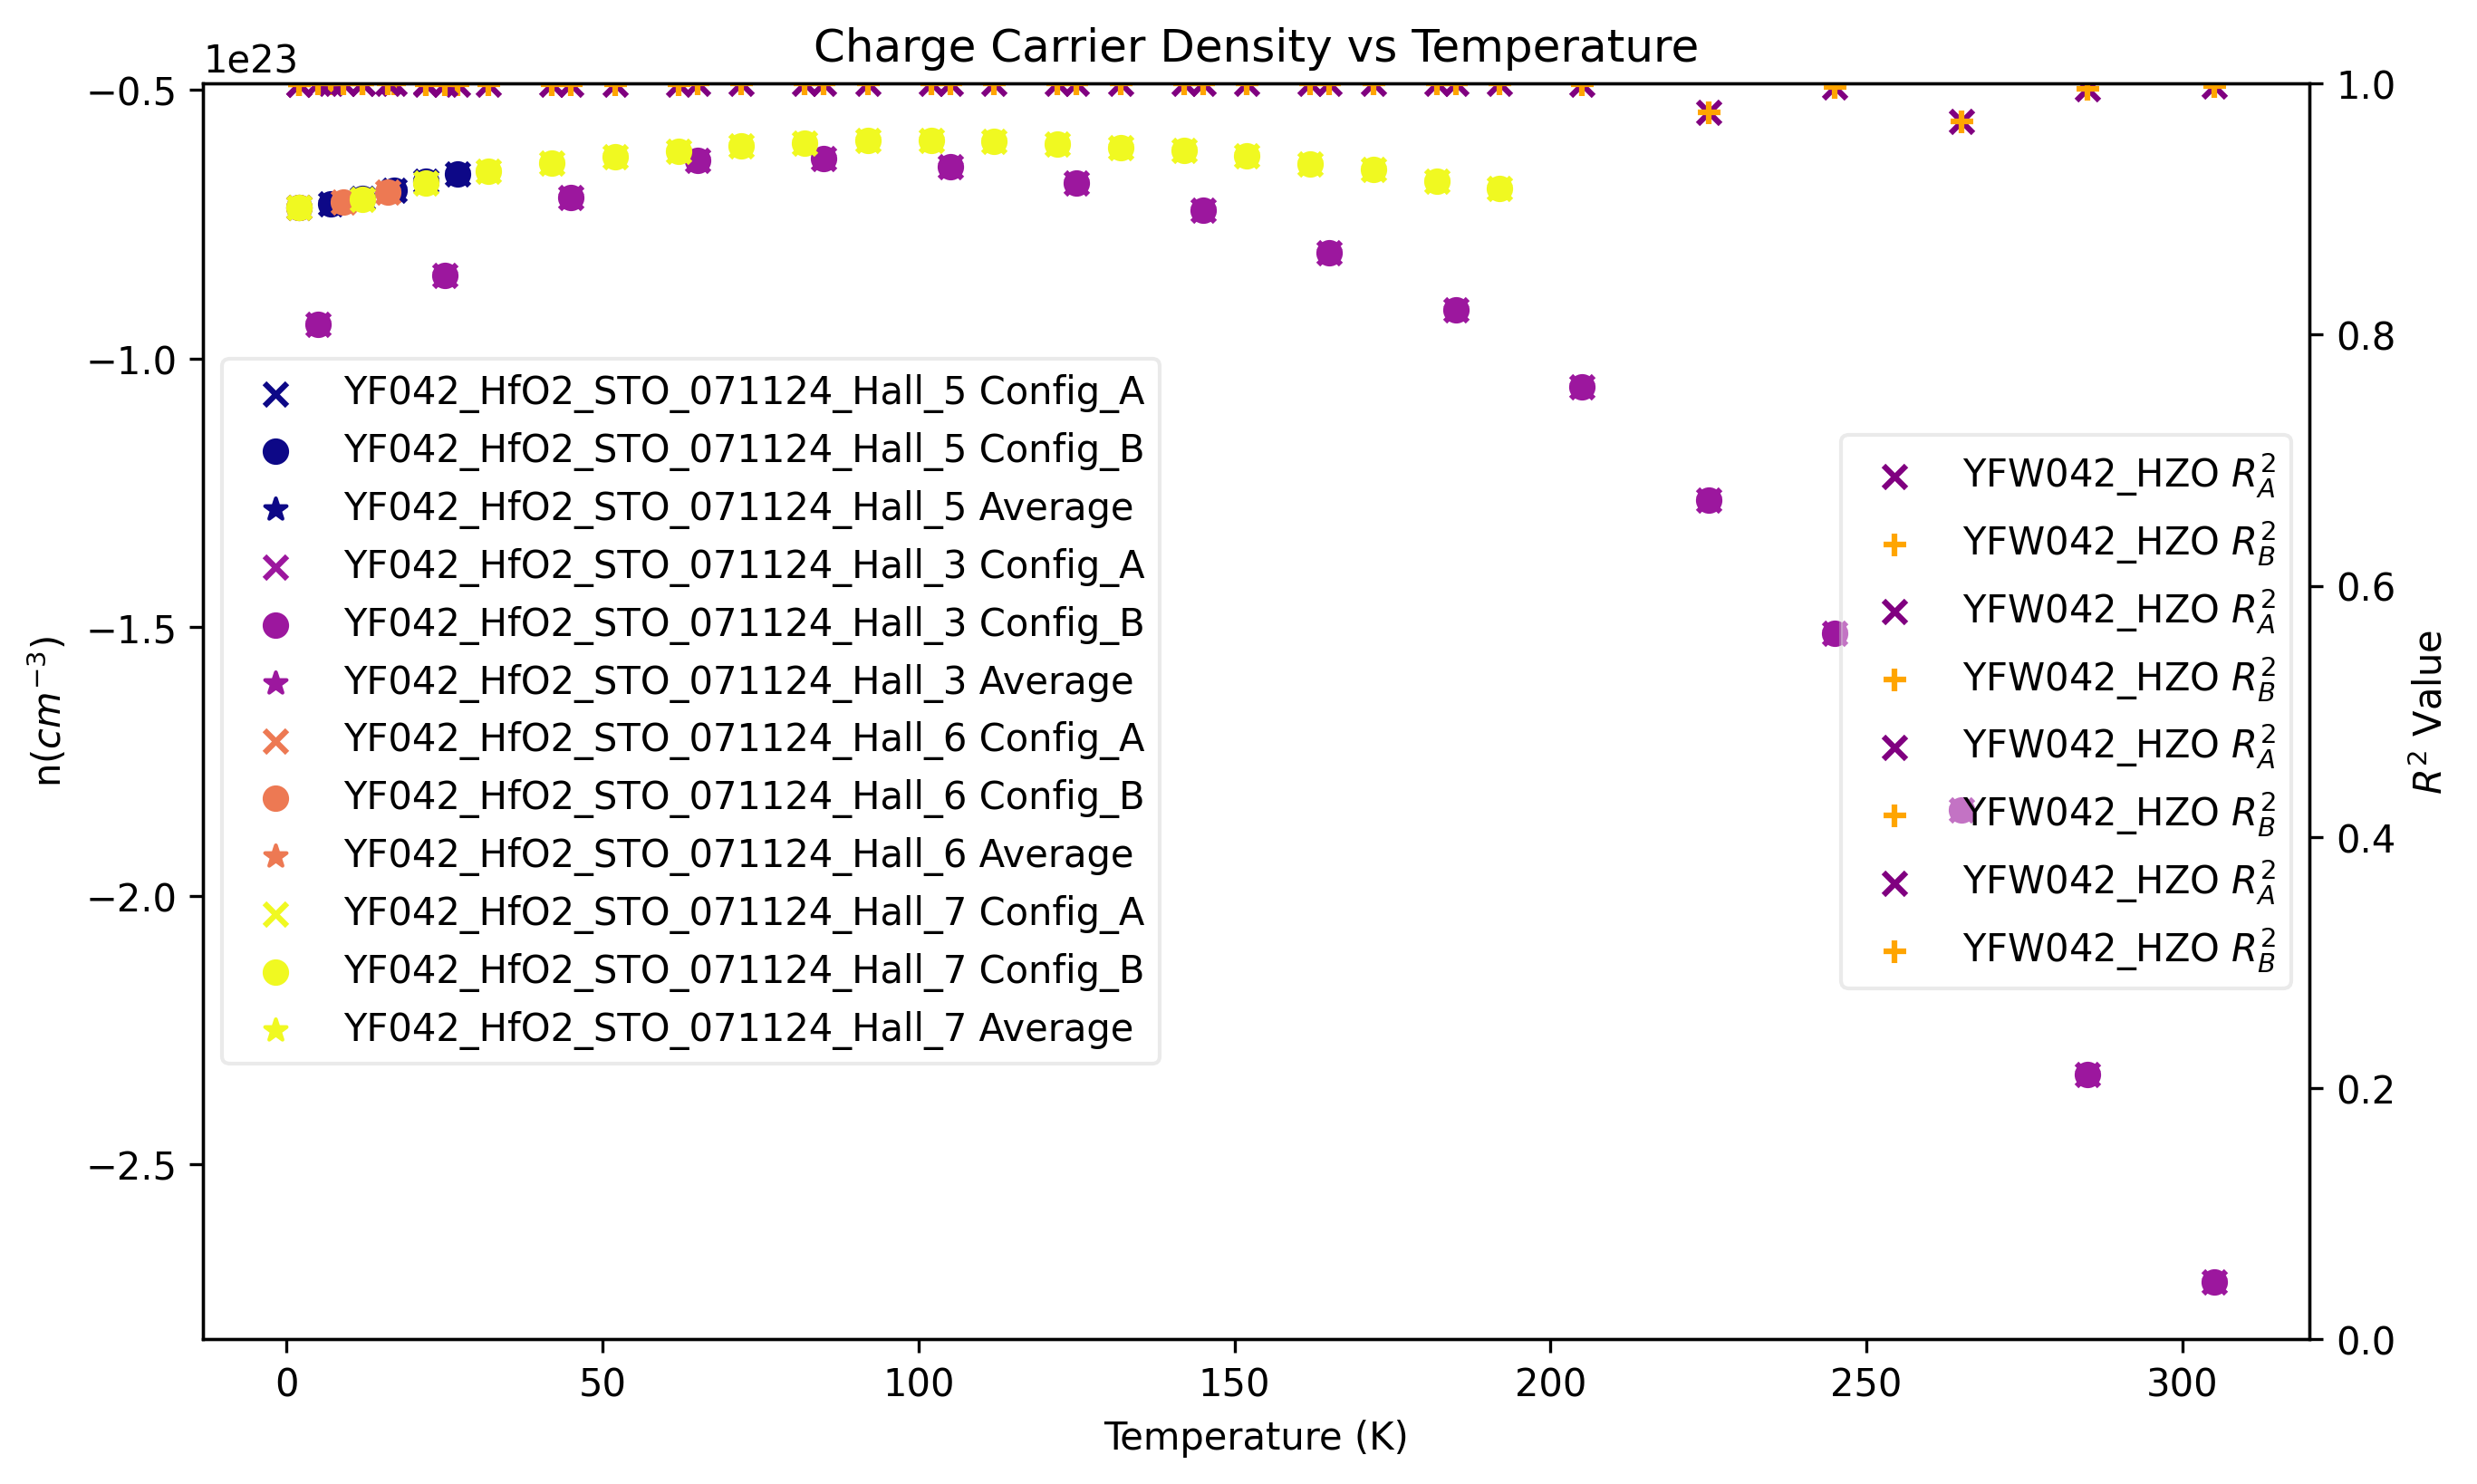 Charge Carrier Density vs Temperature
1e23
−0.5
−1.0
−1.5
−2.0
−2.5
n(cm⁻³)
YF042_HfO2_STO_071124_Hall_5 Config_A
YF042_HfO2_STO_071124_Hall_5 Config_B
YF042_HfO2_STO_071124_Hall_5 Average
YF042_HfO2_STO_071124_Hall_3 Config_A
YF042_HfO2_STO_071124_Hall_3 Config_B
YF042_HfO2_STO_071124_Hall_3 Average
YF042_HfO2_STO_071124_Hall_6 Config_A
YF042_HfO2_STO_071124_Hall_6 Config_B
YF042_HfO2_STO_071124_Hall_6 Average
YF042_HfO2_STO_071124_Hall_7 Config_A
YF042_HfO2_STO_071124_Hall_7 Config_B
YF042_HfO2_STO_071124_Hall_7 Average
YFW042_HZO R²_A
YFW042_HZO R²_B
YFW042_HZO R²_A
YFW042_HZO R²_B
YFW042_HZO R²_A
YFW042_HZO R²_B
YFW042_HZO R²_A
YFW042_HZO R²_B
1.0
0.8
0.6
0.4
0.2
0.0
R² Value
0 50 100 150 200 250 300
Temperature (K)